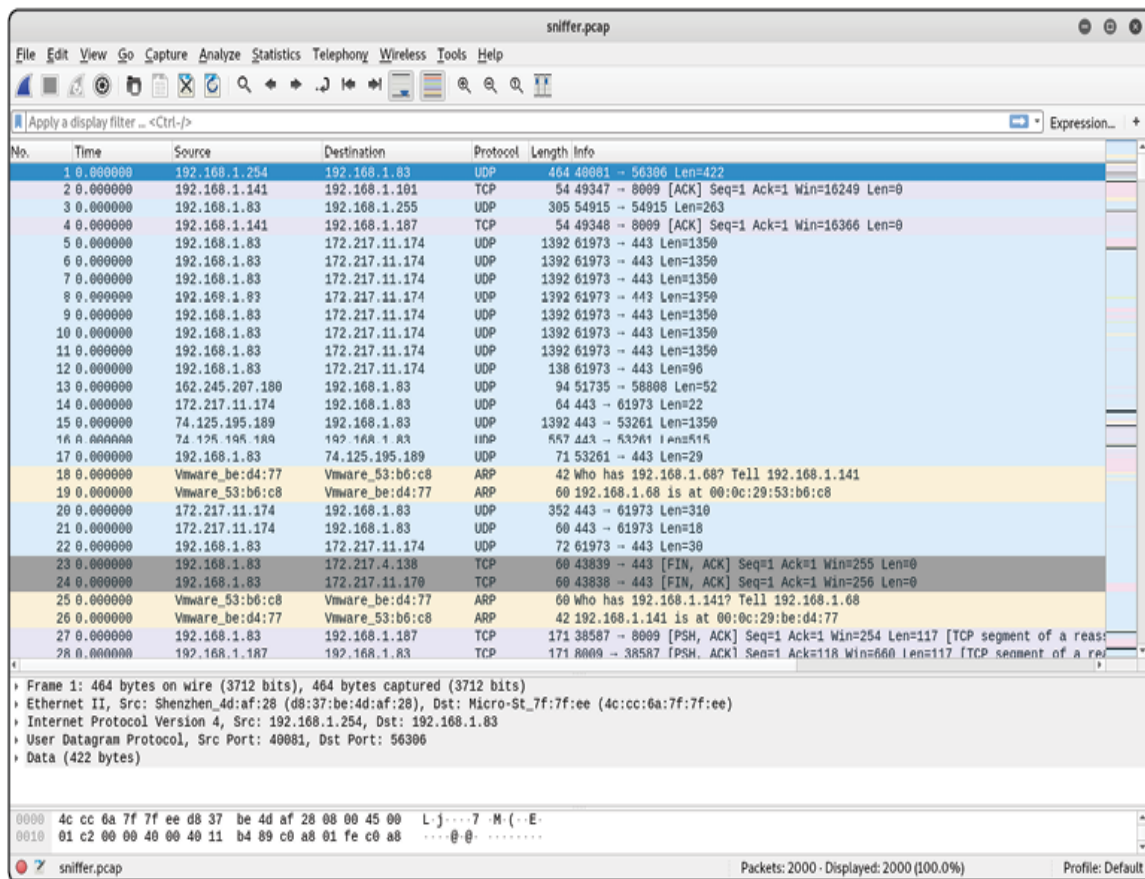 sniffer.pcap
File Edit View Go Capture Analyze Statistics Telephony Wireless Tools Help
Apply a display filter ... <Ctrl-/> Expression... +
No. Time Source Destination Protocol Length Info
1 0.000000 192.168.1.254 192.168.1.83 UDP 464 40081 → 56306 Len=422
2 0.000000 192.168.1.141 192.168.1.101 TCP 54 49347 → 8009 [ACK] Seq=1 Ack=1 Win=16249 Len=0
3 0.000000 192.168.1.83 192.168.1.255 UDP 305 54915 → 54915 Len=263
4 0.000000 192.168.1.141 192.168.1.187 TCP 54 49348 → 8009 [ACK] Seq=1 Ack=1 Win=16366 Len=0
5 0.000000 192.168.1.83 172.217.11.174 UDP 1392 61973 → 443 Len=1350
6 0.000000 192.168.1.83 172.217.11.174 UDP 1392 61973 → 443 Len=1350
7 0.000000 192.168.1.83 172.217.11.174 UDP 1392 61973 → 443 Len=1350
8 0.000000 192.168.1.83 172.217.11.174 UDP 1392 61973 → 443 Len=1350
9 0.000000 192.168.1.83 172.217.11.174 UDP 1392 61973 → 443 Len=1350
10 0.000000 192.168.1.83 172.217.11.174 UDP 1392 61973 → 443 Len=1350
11 0.000000 192.168.1.83 172.217.11.174 UDP 1392 61973 → 443 Len=1350
12 0.000000 192.168.1.83 172.217.11.174 UDP 138 61973 → 443 Len=96
13 0.000000 162.245.207.180 192.168.1.83 UDP 94 51735 → 58808 Len=52
14 0.000000 172.217.11.174 192.168.1.83 UDP 64 443 → 61973 Len=22
15 0.000000 74.125.195.189 192.168.1.83 UDP 1392 443 → 53261 Len=1350
16 0.000000 74.125.195.189 192.168.1.83 UDP 557 443 → 53261 Len=515
17 0.000000 192.168.1.83 74.125.195.189 UDP 71 53261 → 443 Len=29
18 0.000000 Vmware_be:d4:77 Vmware_53:b6:c8 ARP 42 Who has 192.168.1.68? Tell 192.168.1.141
19 0.000000 Vmware_53:b6:c8 Vmware_be:d4:77 ARP 60 192.168.1.68 is at 00:0c:29:53:b6:c8
20 0.000000 172.217.11.174 192.168.1.83 UDP 352 443 → 61973 Len=310
21 0.000000 172.217.11.174 192.168.1.83 UDP 60 443 → 61973 Len=18
22 0.000000 192.168.1.83 172.217.11.174 UDP 72 61973 → 443 Len=30
23 0.000000 192.168.1.83 172.217.4.138 TCP 60 43839 → 443 [FIN, ACK] Seq=1 Ack=1 Win=255 Len=0
24 0.000000 192.168.1.83 172.217.11.170 TCP 60 43838 → 443 [FIN, ACK] Seq=1 Ack=1 Win=256 Len=0
25 0.000000 Vmware_53:b6:c8 Vmware_be:d4:77 ARP 60 Who has 192.168.1.141? Tell 192.168.1.68
26 0.000000 Vmware_be:d4:77 Vmware_53:b6:c8 ARP 42 192.168.1.141 is at 00:0c:29:be:d4:77
27 0.000000 192.168.1.83 192.168.1.187 TCP 171 38587 → 8009 [PSH, ACK] Seq=1 Ack=1 Win=254 Len=117 [TCP segment of a reas
28 0.000000 192.168.1.187 192.168.1.83 TCP 171 8009 → 38587 [PSH, ACK] Seq=1 Ack=118 Win=660 Len=117 [TCP segment of a rea
Frame 1: 464 bytes on wire (3712 bits), 464 bytes captured (3712 bits)
Ethernet II, Src: Shenzhen_4d:af:28 (d8:37:be:4d:af:28), Dst: Micro-St_7f:7f:ee (4c:cc:6a:7f:7f:ee)
Internet Protocol Version 4, Src: 192.168.1.254, Dst: 192.168.1.83
User Datagram Protocol, Src Port: 40081, Dst Port: 56306
Data (422 bytes)
0000 4c cc 6a 7f 7f ee d8 37 be 4d af 28 08 00 45 00 L·j····7 ·M·(··E·
0010 01 c2 00 00 40 00 40 11 b4 89 c0 a8 01 fe c0 a8 ····@·@· ········
sniffer.pcap Packets: 2000 · Displayed: 2000 (100.0%) Profile: Default